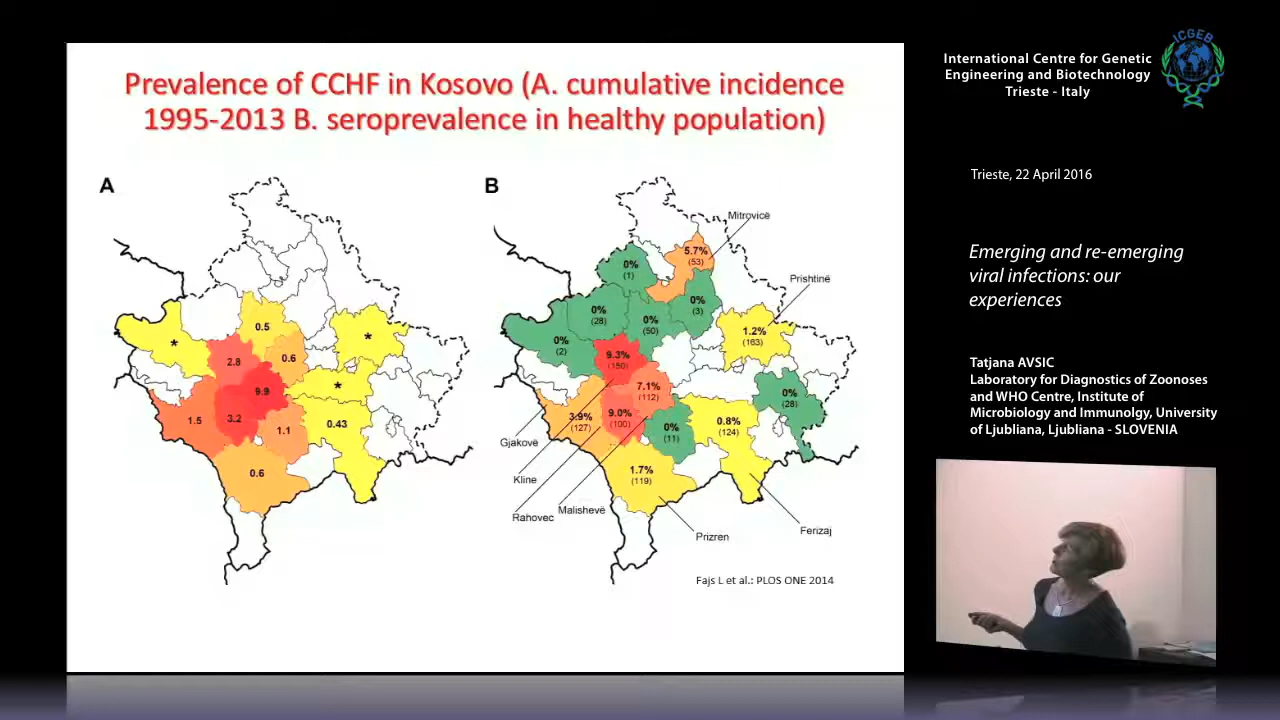 Prevalence of CCHF in Kosovo (A. cumulative incidence
1995-2013 B. seroprevalence in healthy population)
A
*
0.5
*
2.8
0.6
9.9
*
1.5
3.2
1.1
0.43
0.6
B
Mitrovicë
5.7%
(53)
0%
(1)
Prishtinë
0%
(3)
0%
(28)
0%
(50)
1.2%
(163)
0%
(2)
9.3%
(150)
7.1%
(112)
0%
(28)
3.9%
(127)
9.0%
(100)
0%
(11)
0.8%
(124)
Gjakovë
1.7%
(119)
Kline
Rahovec
Malishevë
Prizren
Ferizaj
Fajs L et al.: PLOS ONE 2014
International Centre for Genetic
Engineering and Biotechnology
Trieste - Italy
ICGEB
Trieste, 22 April 2016
Emerging and re-emerging
viral infections: our
experiences
Tatjana AVSIC
Laboratory for Diagnostics of Zoonoses
and WHO Centre, Institute of
Microbiology and Immunolgy, University
of Ljubliana, Ljubliana - SLOVENIA